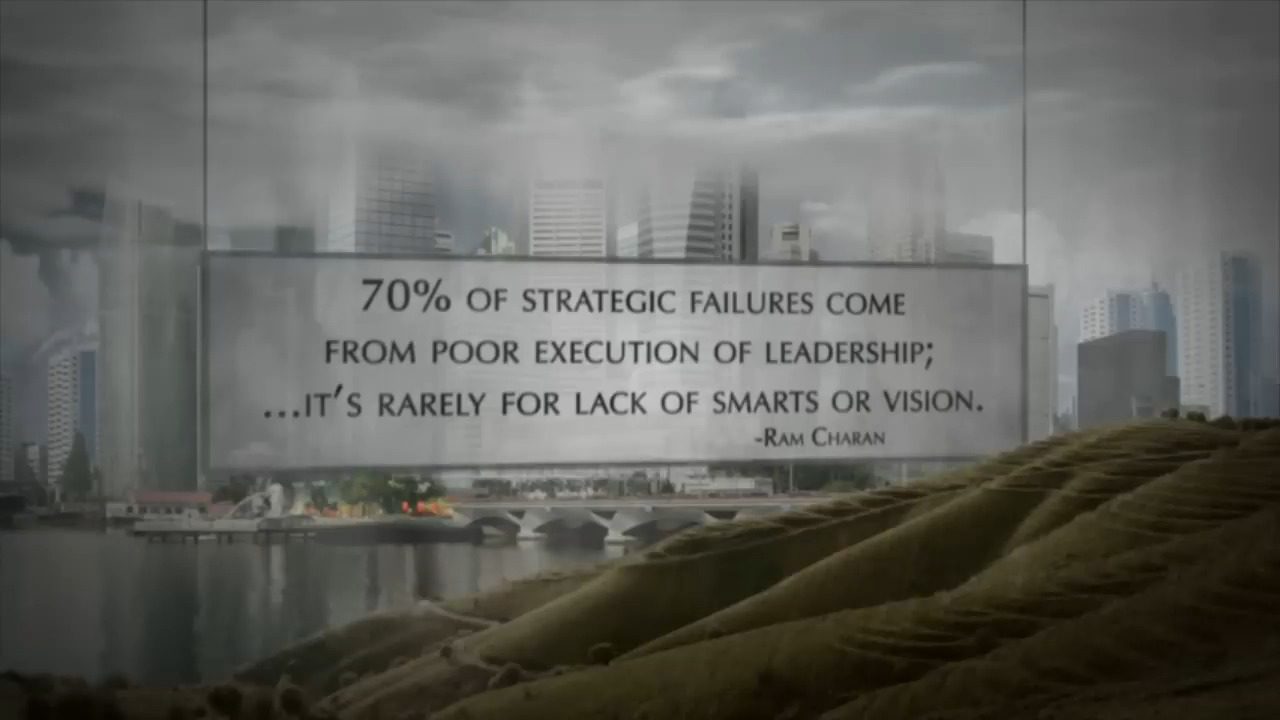 70% OF STRATEGIC FAILURES COME
FROM POOR EXECUTION OF LEADERSHIP;
...IT'S RARELY FOR LACK OF SMARTS OR VISION.
-RAM CHARAN